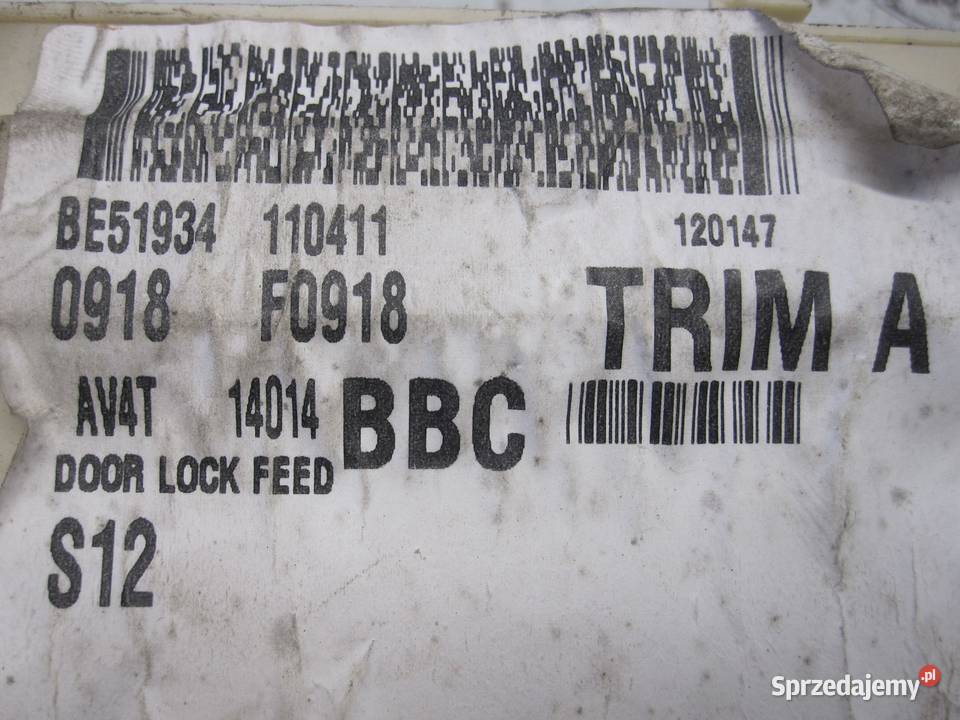 BE51934 110411 120147
0918 F0918 TRIM A
AV4T 14014 BBC
DOOR LOCK FEED
S12
Sprzedajemy.pl